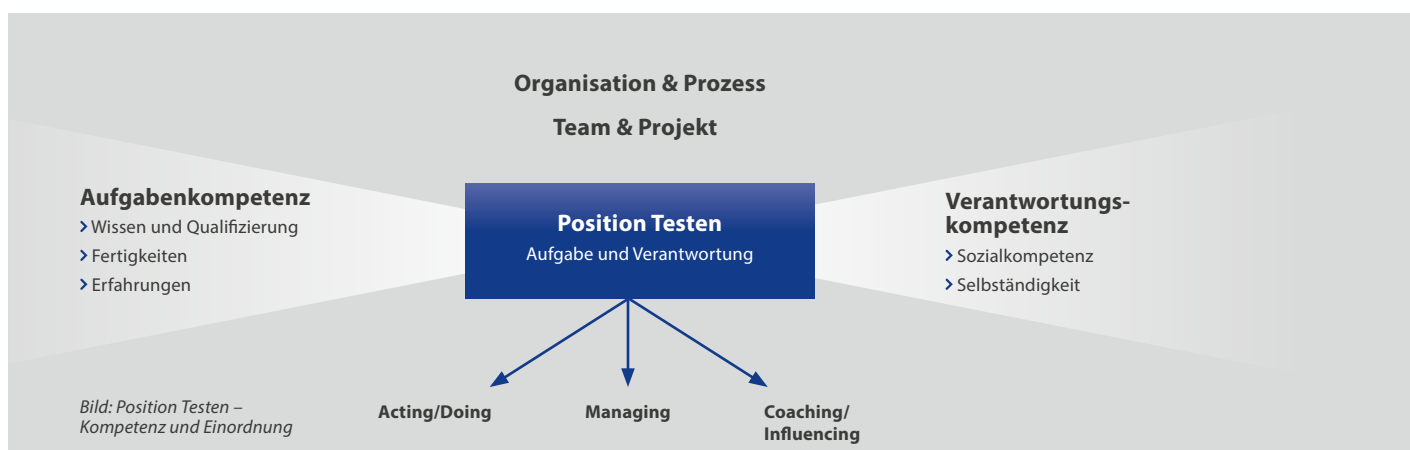 Organisation & Prozess
Team & Projekt
Aufgabenkompetenz
> Wissen und Qualifizierung
> Fertigkeiten
> Erfahrungen
Position Testen
Aufgabe und Verantwortung
Verantwortungs-
kompetenz
> Sozialkompetenz
> Selbständigkeit
Bild: Position Testen –
Kompetenz und Einordnung
Acting/Doing
Managing
Coaching/
Influencing